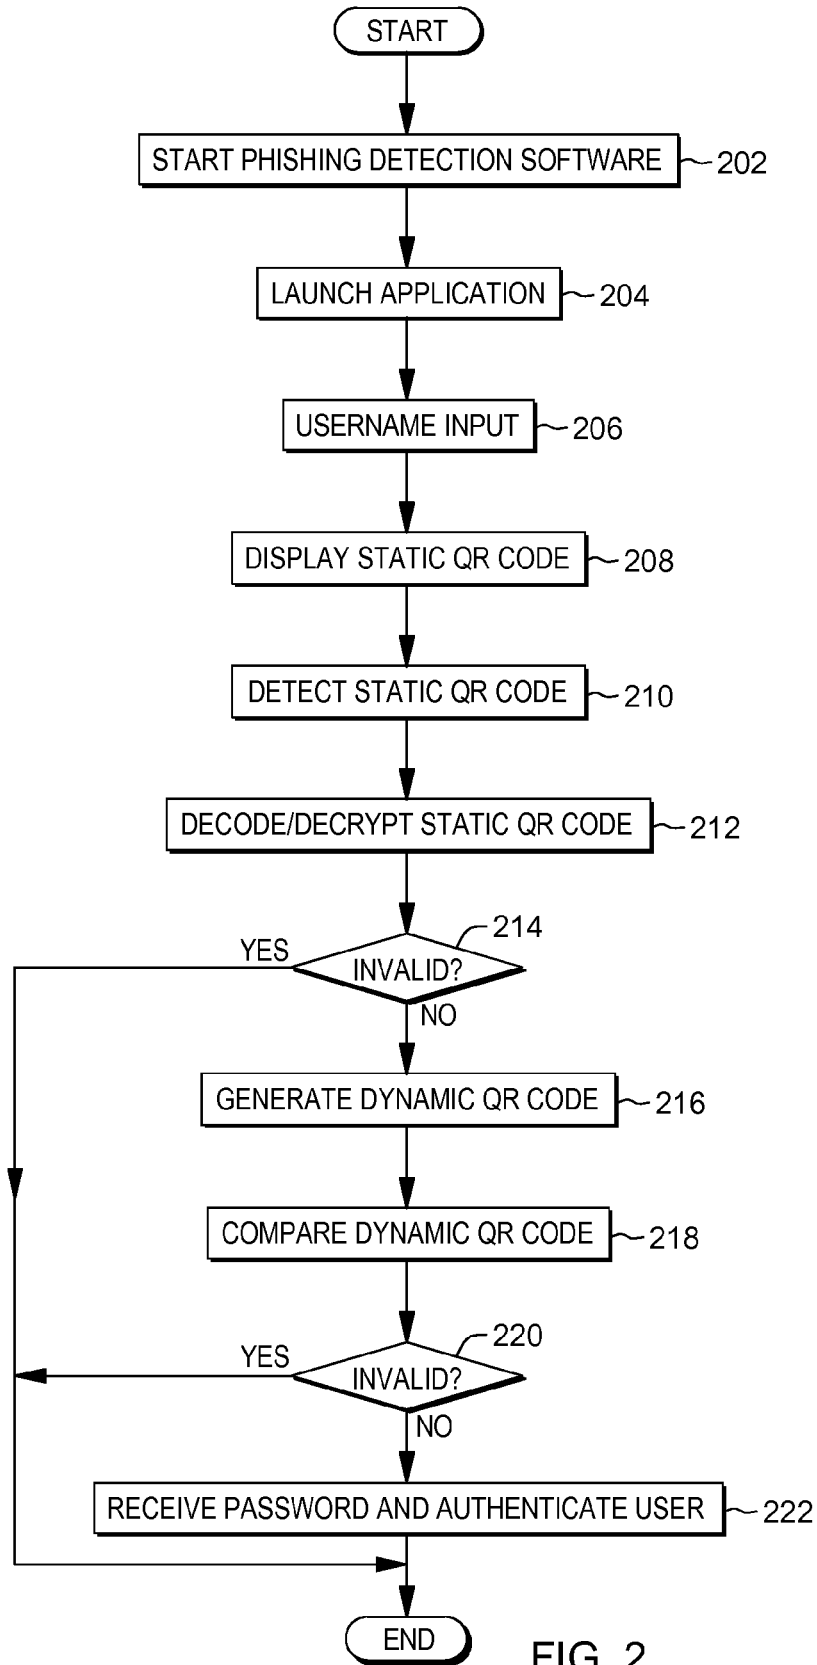 START
START PHISHING DETECTION SOFTWARE 202
LAUNCH APPLICATION 204
USERNAME INPUT 206
DISPLAY STATIC QR CODE 208
DETECT STATIC QR CODE 210
DECODE/DECRYPT STATIC QR CODE 212
214
YES
INVALID?
NO
GENERATE DYNAMIC QR CODE 216
COMPARE DYNAMIC QR CODE 218
220
YES
INVALID?
NO
RECEIVE PASSWORD AND AUTHENTICATE USER 222
END
FIG. 2